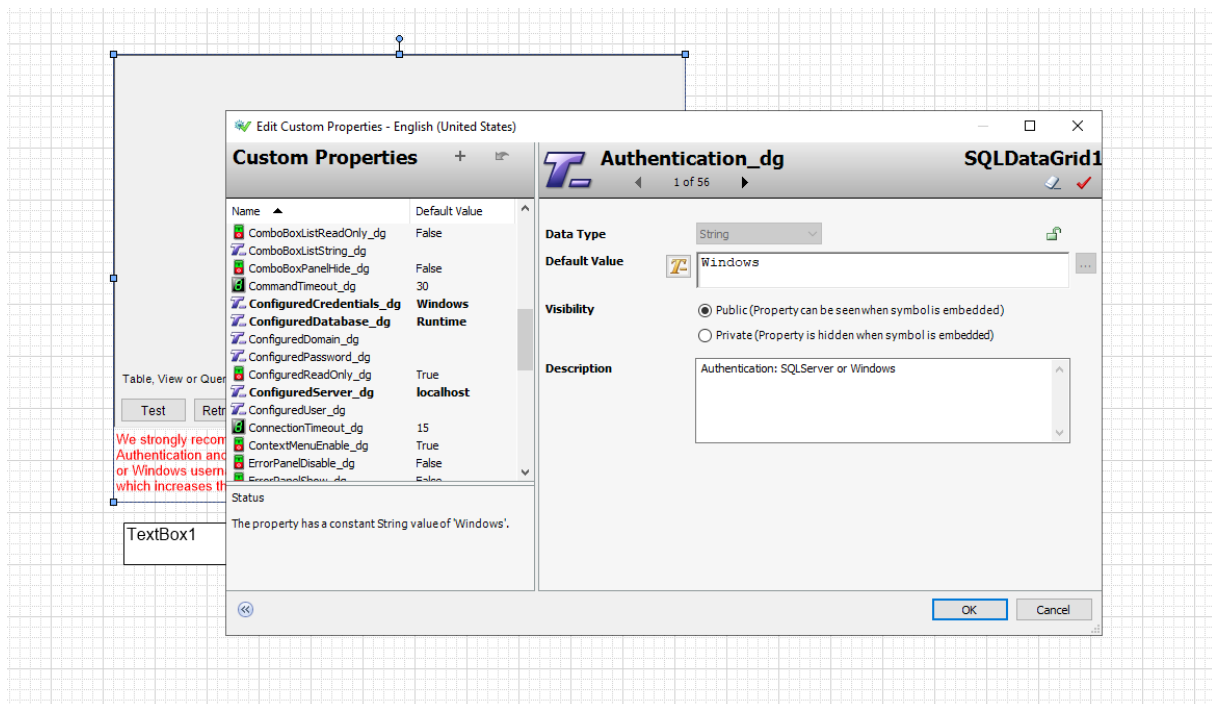 Edit Custom Properties - English (United States)
Custom Properties
Authentication_dg
SQLDataGrid1
1 of 56
Name
Default Value
ComboBoxListReadOnly_dg False
ComboBoxListString_dg
ComboBoxPanelHide_dg False
CommandTimeout_dg 30
ConfiguredCredentials_dg Windows
ConfiguredDatabase_dg Runtime
ConfiguredDomain_dg
ConfiguredPassword_dg
ConfiguredReadOnly_dg True
ConfiguredServer_dg localhost
ConfiguredUser_dg
ConnectionTimeout_dg 15
ContextMenuEnable_dg True
ErrorPanelDisable_dg False
ErrorPanelShow_dg False
Status
The property has a constant String value of 'Windows'.
Data Type
String
Default Value
Windows
...
Visibility
Public (Property can be seen when symbol is embedded)
Private (Property is hidden when symbol is embedded)
Description
Authentication: SQLServer or Windows
OK
Cancel
Table, View or Quer
Test
Retr
We strongly recom
Authentication and
or Windows usern
which increases th
TextBox1